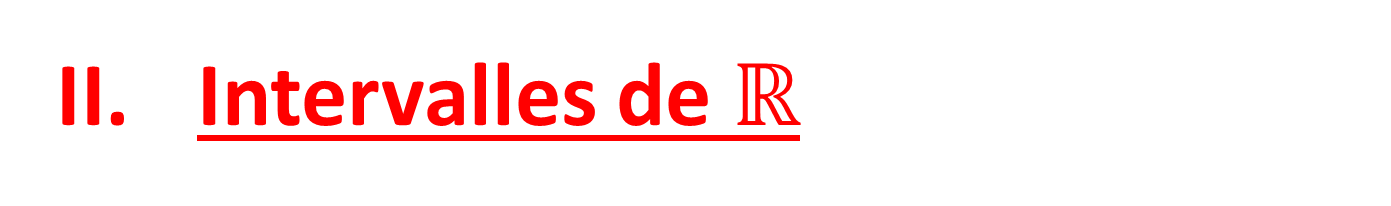 II. Intervalles de ℝ